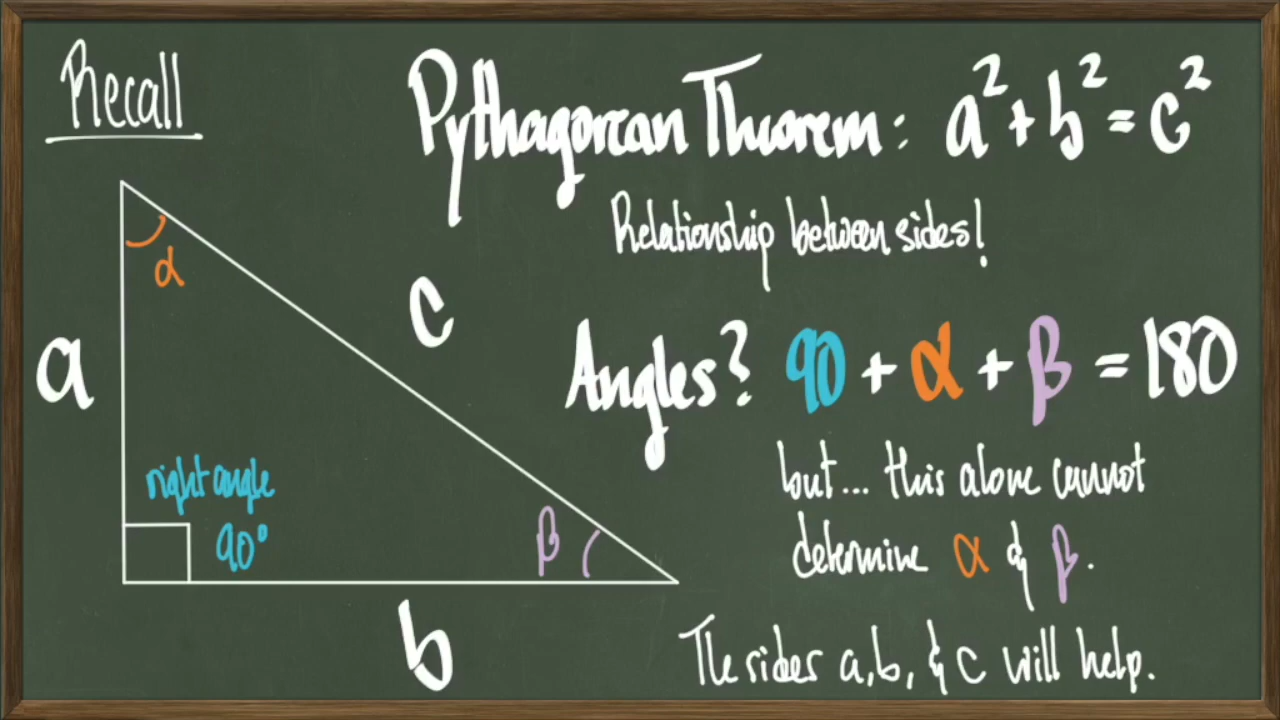 Recall
Pythagorean Theorem: a² + b² = c²
Relationship between sides!
α
c
a
Angles? 90 + α + β = 180
right angle
90°
β
but... this alone cannot
determine α & β.
b
The sides a, b, & c will help.